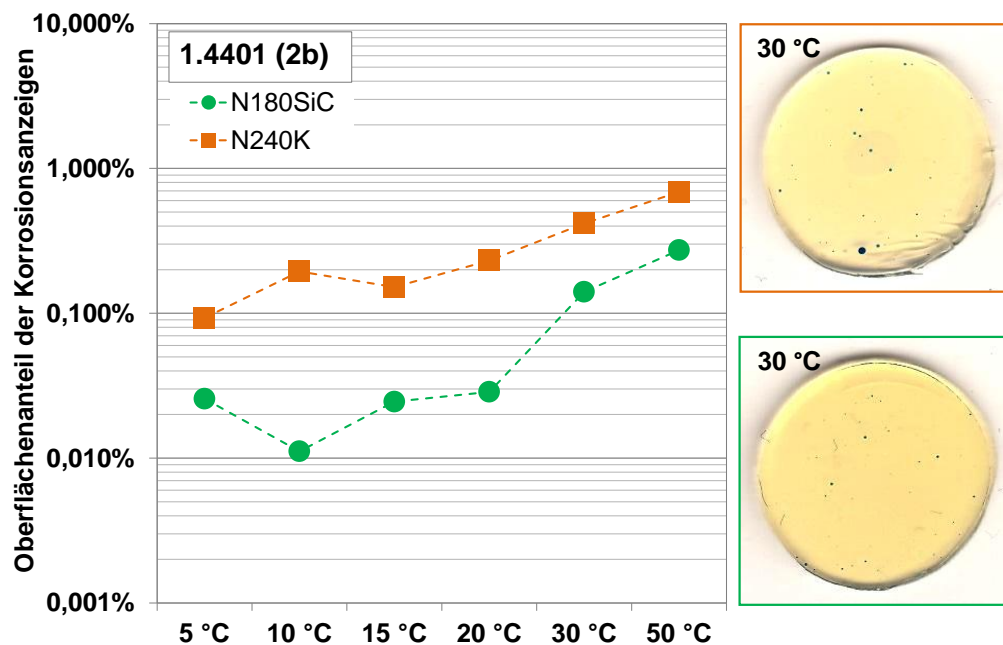 Oberflächenanteil der Korrosionsanzeigen
10,000%
1,000%
0,100%
0,010%
0,001%
1.4401 (2b)
N180SiC
N240K
5 °C
10 °C
15 °C
20 °C
30 °C
50 °C
30 °C
30 °C